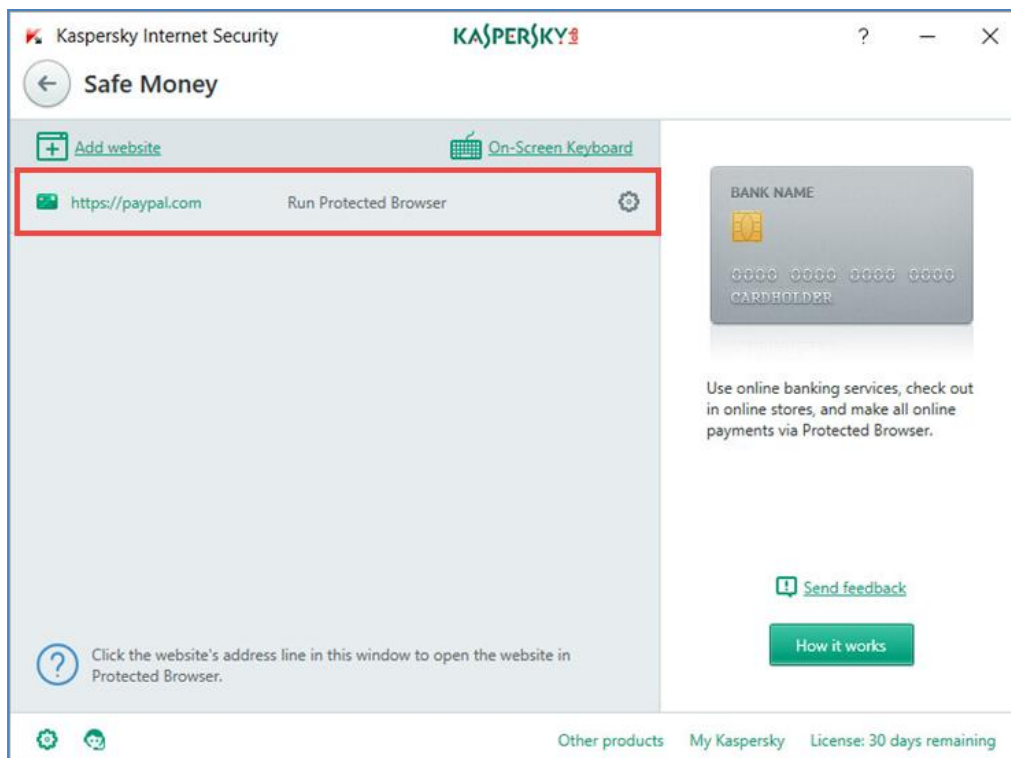 Kaspersky Internet Security
KASPERSKY lab
? — ×
Safe Money
Add website
On-Screen Keyboard
https://paypal.com
Run Protected Browser
BANK NAME
0000 0000 0000 0000
CARDHOLDER
Use online banking services, check out
in online stores, and make all online
payments via Protected Browser.
Send feedback
How it works
Click the website's address line in this window to open the website in
Protected Browser.
Other products
My Kaspersky
License: 30 days remaining